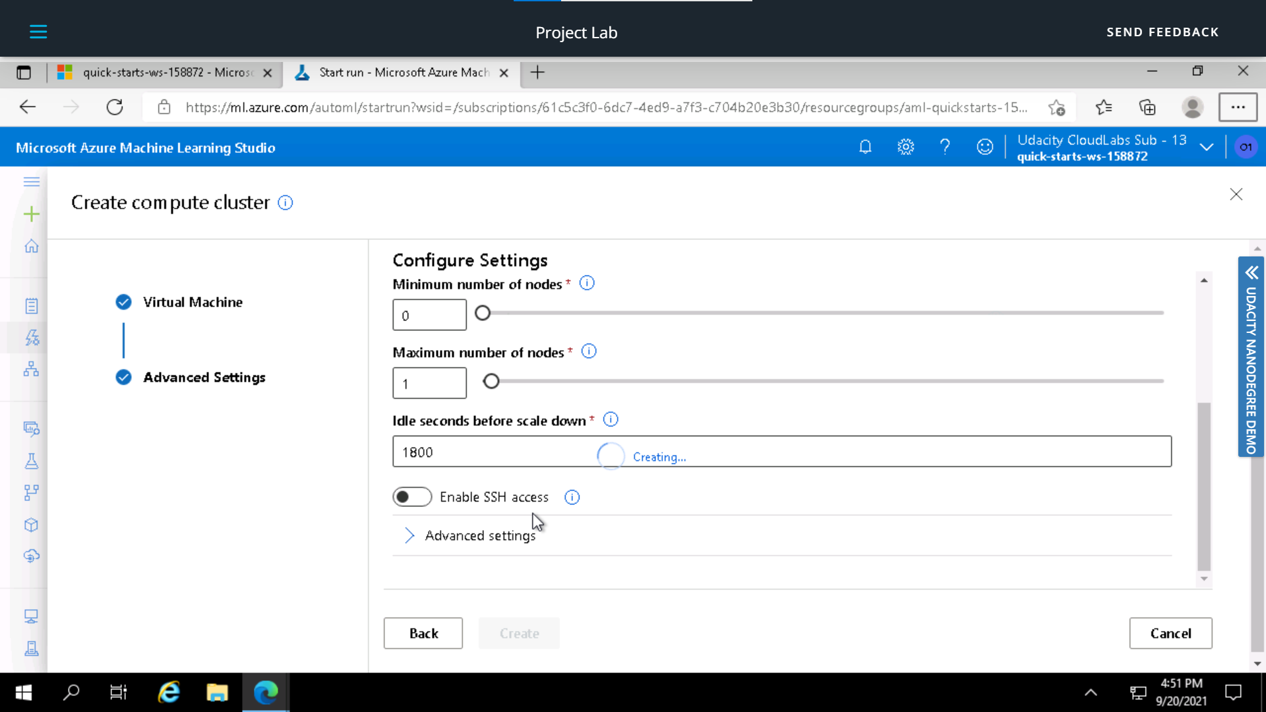 Project Lab
SEND FEEDBACK
quick-starts-ws-158872 - Micros
Start run - Microsoft Azure Mach
https://ml.azure.com/automl/startrun?wsid=/subscriptions/61c5c3f0-6dc7-4ed9-a7f3-c704b20e3b30/resourcegroups/aml-quickstarts-15...
Microsoft Azure Machine Learning Studio
Udacity CloudLabs Sub - 13
quick-starts-ws-158872
O1
Create compute cluster
Virtual Machine
Advanced Settings
Configure Settings
Minimum number of nodes *
0
Maximum number of nodes *
1
Idle seconds before scale down *
1800
Creating...
Enable SSH access
Advanced settings
Back
Create
Cancel
UDACITY NANODEGREE DEMO
4:51 PM
9/20/2021